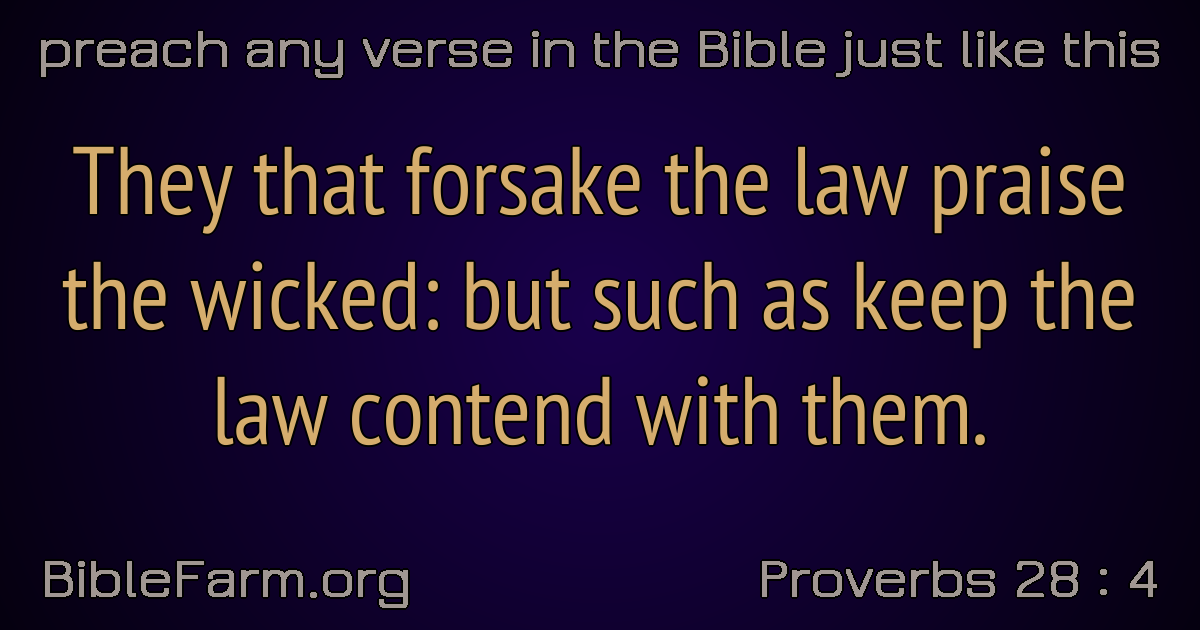 preach any verse in the Bible just like this
They that forsake the law praise
the wicked: but such as keep the
law contend with them.
BibleFarm.org
Proverbs 28 : 4